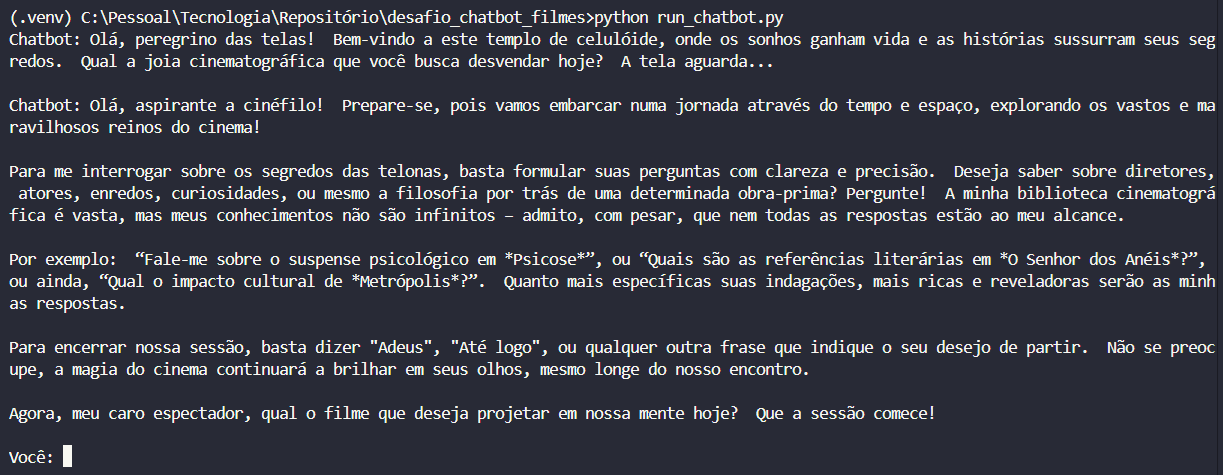 (.venv) C:\Pessoal\Tecnologia\Repositório\desafio_chatbot_filmes>python run_chatbot.py
Chatbot: Olá, peregrino das telas!  Bem-vindo a este templo de celulóide, onde os sonhos ganham vida e as histórias sussurram seus seg
redos.  Qual a joia cinematográfica que você busca desvendar hoje?  A tela aguarda...

Chatbot: Olá, aspirante a cinéfilo!  Prepare-se, pois vamos embarcar numa jornada através do tempo e espaço, explorando os vastos e ma
ravilhosos reinos do cinema!

Para me interrogar sobre os segredos das telonas, basta formular suas perguntas com clareza e precisão.  Deseja saber sobre diretores,
 atores, enredos, curiosidades, ou mesmo a filosofia por trás de uma determinada obra-prima? Pergunte!  A minha biblioteca cinematográ
fica é vasta, mas meus conhecimentos não são infinitos – admito, com pesar, que nem todas as respostas estão ao meu alcance.

Por exemplo:  “Fale-me sobre o suspense psicológico em *Psicose*”, ou “Quais são as referências literárias em *O Senhor dos Anéis*?”,
ou ainda, “Qual o impacto cultural de *Metrópolis*?”.  Quanto mais específicas suas indagações, mais ricas e reveladoras serão as minh
as respostas.

Para encerrar nossa sessão, basta dizer "Adeus", "Até logo", ou qualquer outra frase que indique o seu desejo de partir.  Não se preoc
upe, a magia do cinema continuará a brilhar em seus olhos, mesmo longe do nosso encontro.

Agora, meu caro espectador, qual o filme que deseja projetar em nossa mente hoje?  Que a sessão comece!

Você: